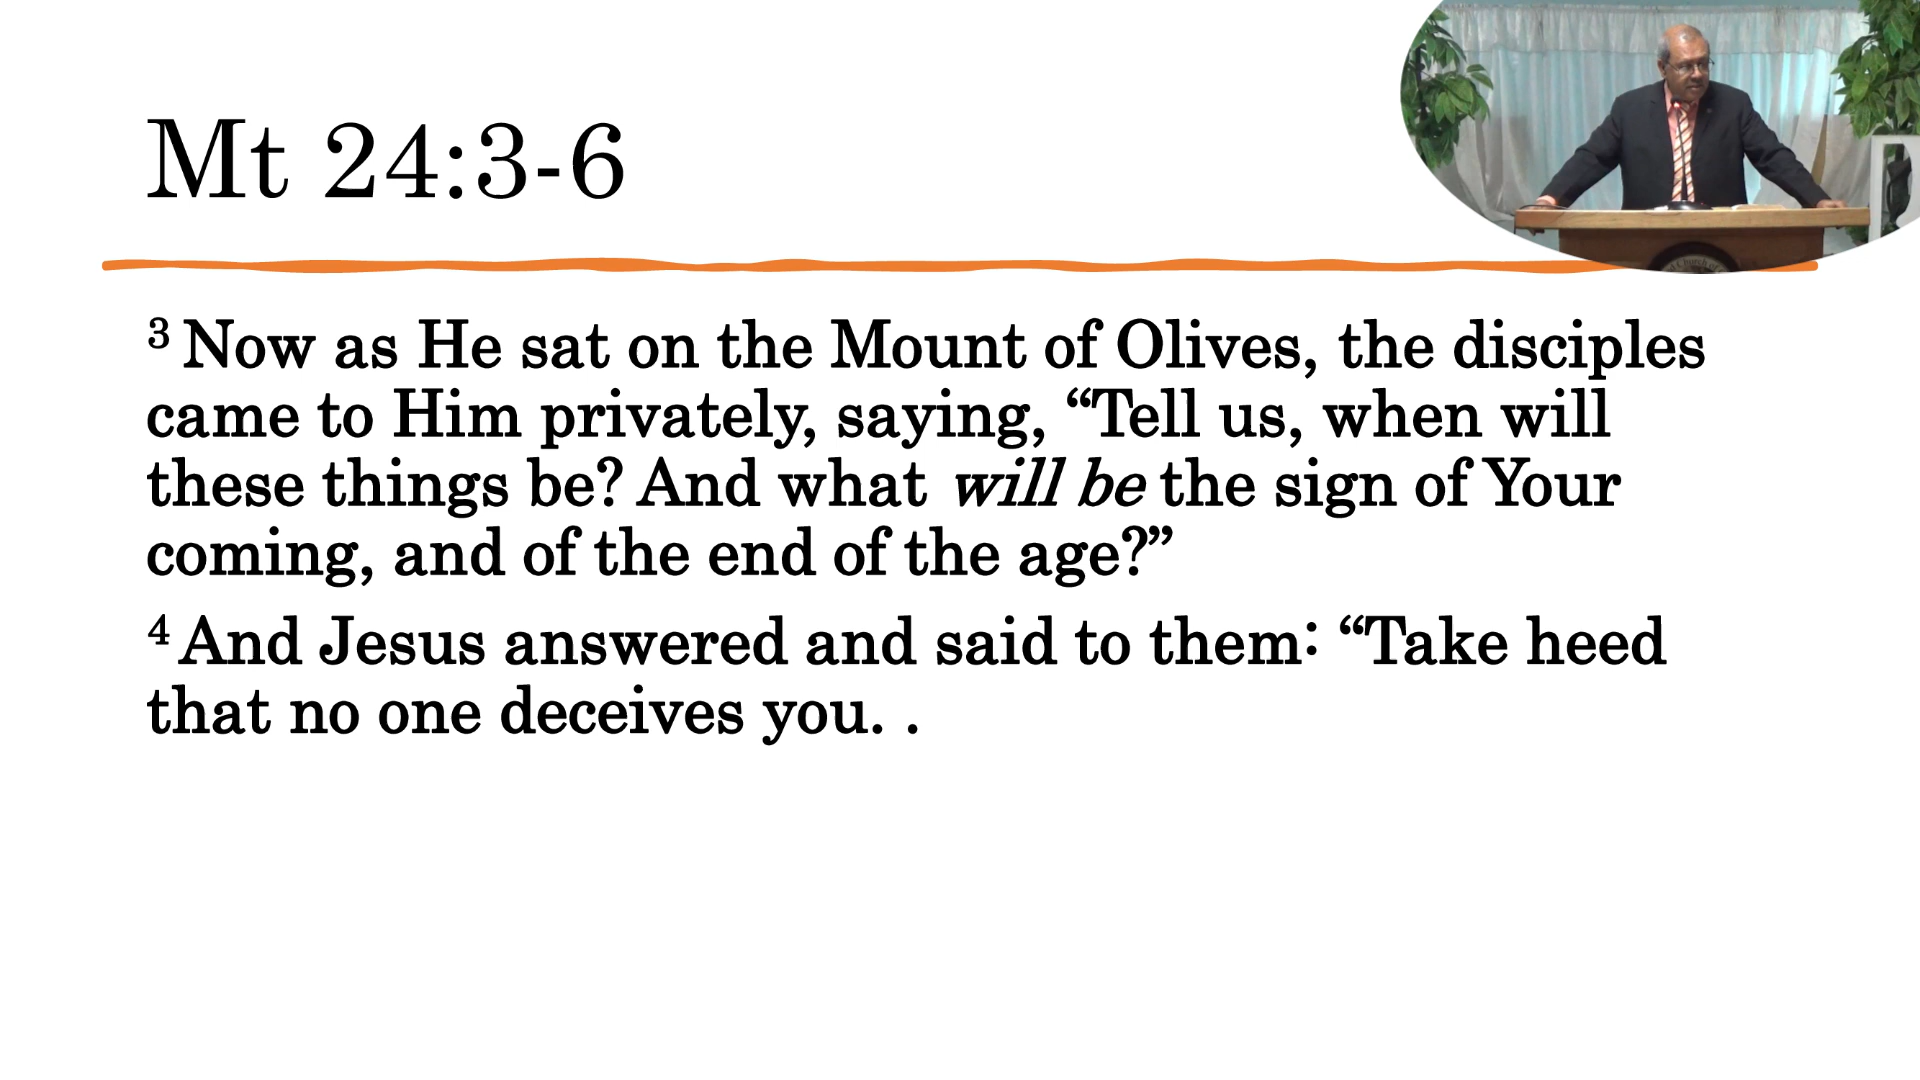 Mt 24:3-6
3 Now as He sat on the Mount of Olives, the disciples
came to Him privately, saying, “Tell us, when will
these things be? And what will be the sign of Your
coming, and of the end of the age?”
4 And Jesus answered and said to them: “Take heed
that no one deceives you. .
Church of